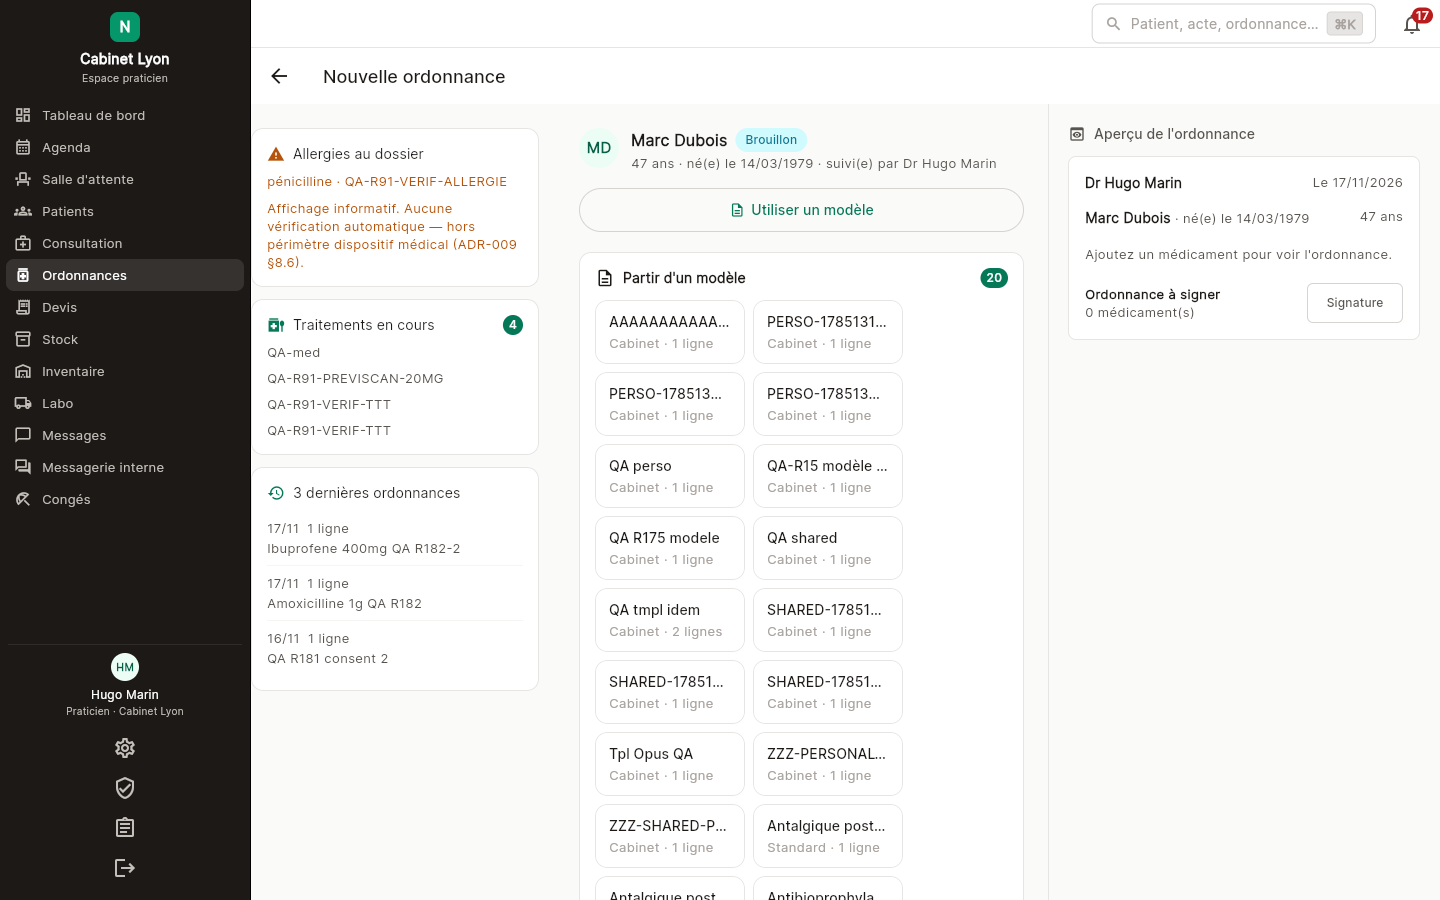 N
Cabinet Lyon
Espace praticien
Tableau de bord
Agenda
Salle d'attente
Patients
Consultation
Ordonnances
Devis
Stock
Inventaire
Labo
Messages
Messagerie interne
Congés
HM
Hugo Marin
Praticien · Cabinet Lyon
Patient, acte, ordonnance... ⌘K
17
Nouvelle ordonnance
Allergies au dossier
pénicilline · QA-R91-VERIF-ALLERGIE
Affichage informatif. Aucune
vérification automatique — hors
périmètre dispositif médical (ADR-009
§8.6).
Traitements en cours
4
QA-med
QA-R91-PREVISCAN-20MG
QA-R91-VERIF-TTT
QA-R91-VERIF-TTT
3 dernières ordonnances
17/11 1 ligne
Ibuprofene 400mg QA R182-2
17/11 1 ligne
Amoxicilline 1g QA R182
16/11 1 ligne
QA R181 consent 2
MD
Marc Dubois
Brouillon
47 ans · né(e) le 14/03/1979 · suivi(e) par Dr Hugo Marin
Utiliser un modèle
Partir d'un modèle
20
AAAAAAAAAAA...
Cabinet · 1 ligne
PERSO-1785131...
Cabinet · 1 ligne
PERSO-178513...
Cabinet · 1 ligne
PERSO-178513...
Cabinet · 1 ligne
QA perso
Cabinet · 1 ligne
QA-R15 modèle ...
Cabinet · 1 ligne
QA R175 modele
Cabinet · 1 ligne
QA shared
Cabinet · 1 ligne
QA tmpl idem
Cabinet · 2 lignes
SHARED-17851...
Cabinet · 1 ligne
SHARED-17851...
Cabinet · 1 ligne
SHARED-17851...
Cabinet · 1 ligne
Tpl Opus QA
Cabinet · 1 ligne
ZZZ-PERSONAL...
Cabinet · 1 ligne
ZZZ-SHARED-P...
Cabinet · 1 ligne
Antalgique post...
Standard · 1 ligne
Antalgique post...
Antibioprophyla...
Aperçu de l'ordonnance
Dr Hugo Marin
Le 17/11/2026
Marc Dubois · né(e) le 14/03/1979
47 ans
Ajoutez un médicament pour voir l'ordonnance.
Ordonnance à signer
0 médicament(s)
Signature